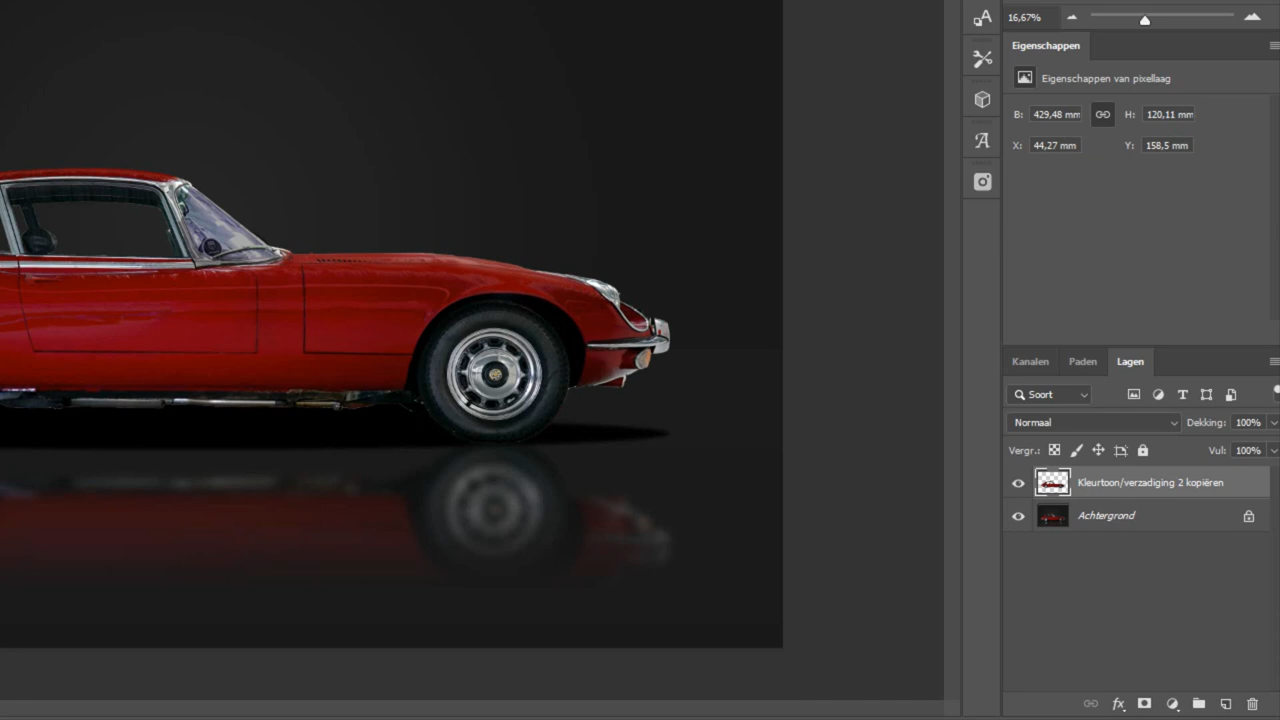 16,67%
Eigenschappen
Eigenschappen van pixellaag
B: 429,48 mm H: 120,11 mm
X: 44,27 mm Y: 158,5 mm
Kanalen Paden Lagen
Soort
Normaal Dekking: 100%
Vergr.: Vul: 100%
Kleurtoon/verzadiging 2 kopiëren
Achtergrond
fx